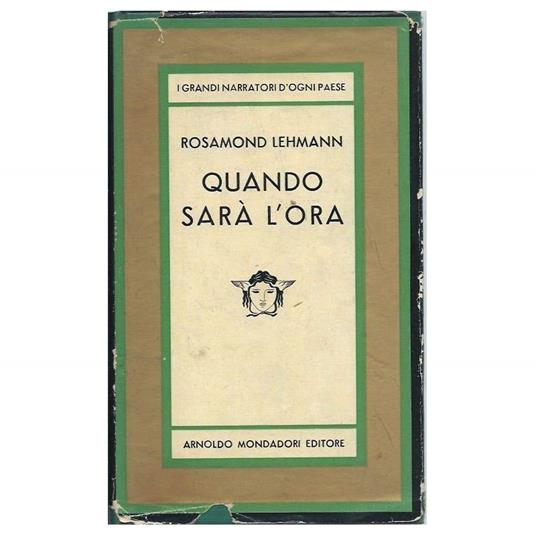 I GRANDI NARRATORI D'OGNI PAESE
ROSAMOND LEHMANN
QUANDO
SARÀ L'ORA
ARNOLDO MONDADORI EDITORE